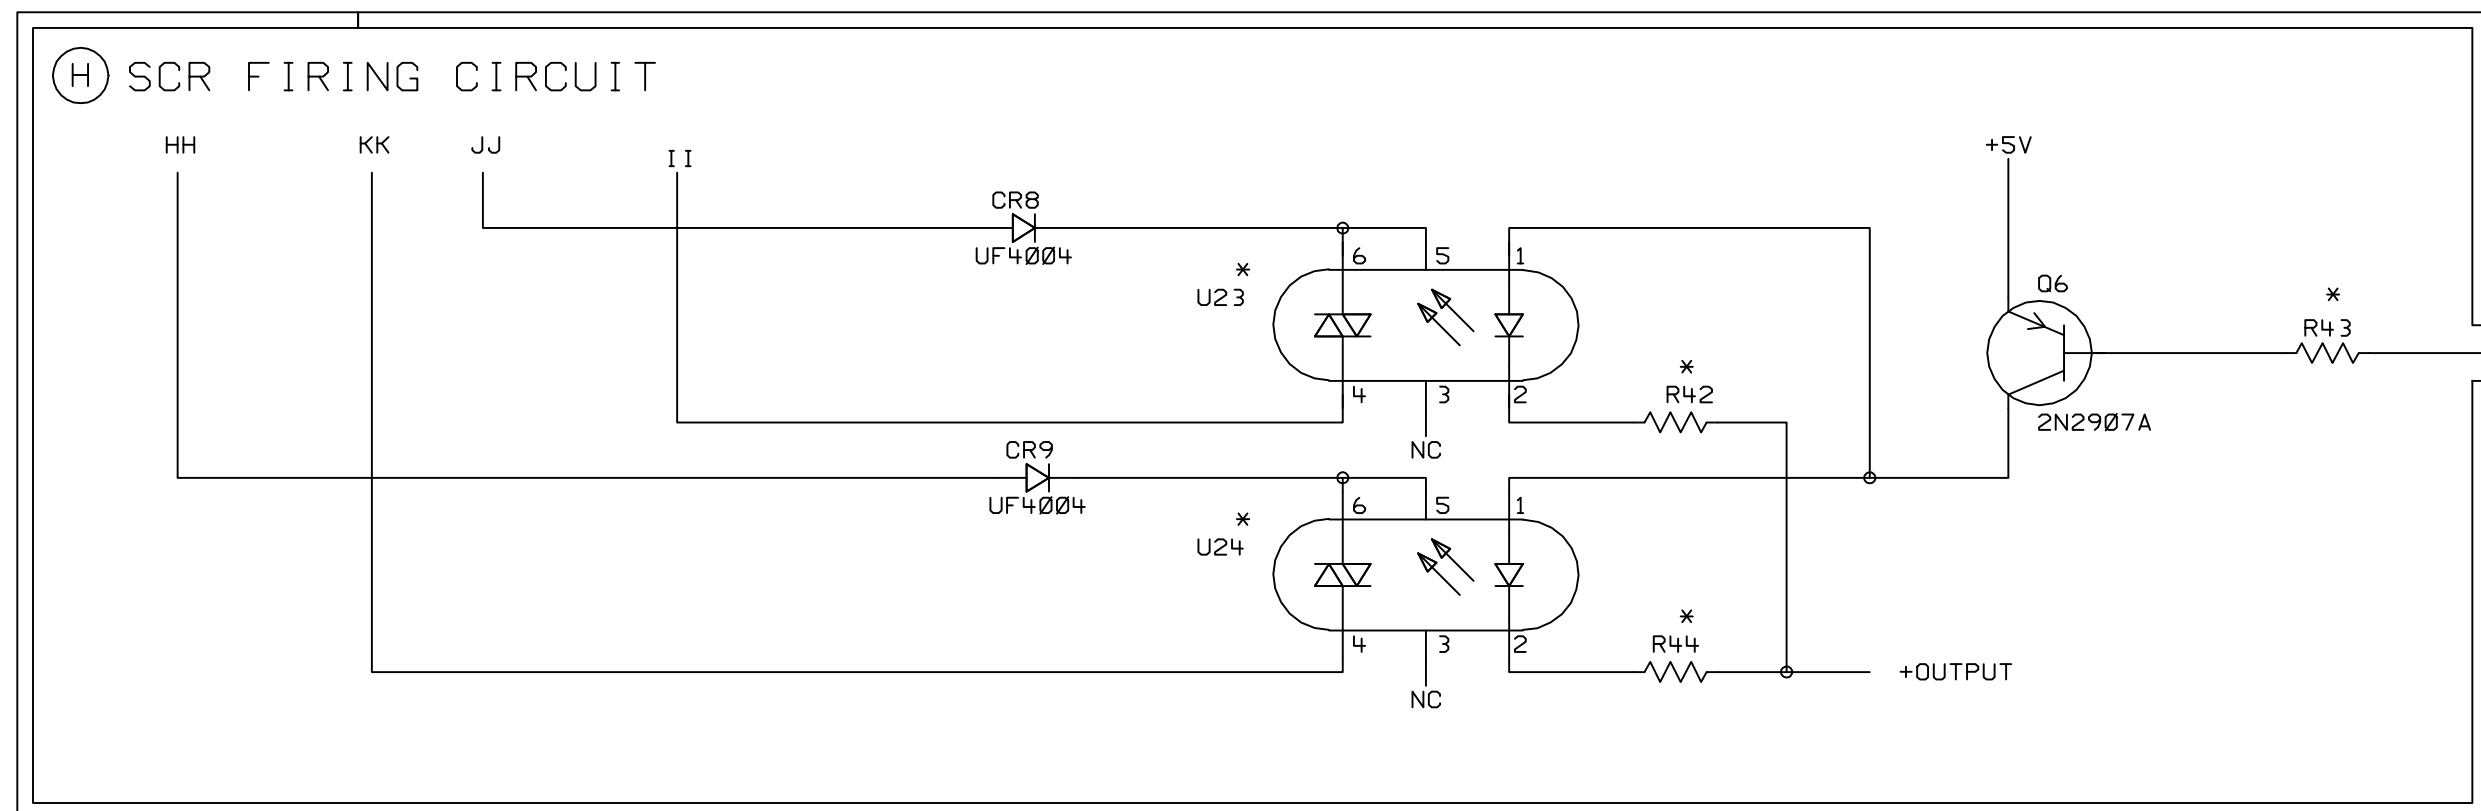 H SCR FIRING CIRCUIT
HH KK JJ II +5V
CR8
UF4004
6 5 1
*
U23
Q6
*
R43
*
R42
4 3 2
2N2907A
NC
CR9
UF4004
6 5 1
*
U24
*
R44
4 3 2
+OUTPUT
NC